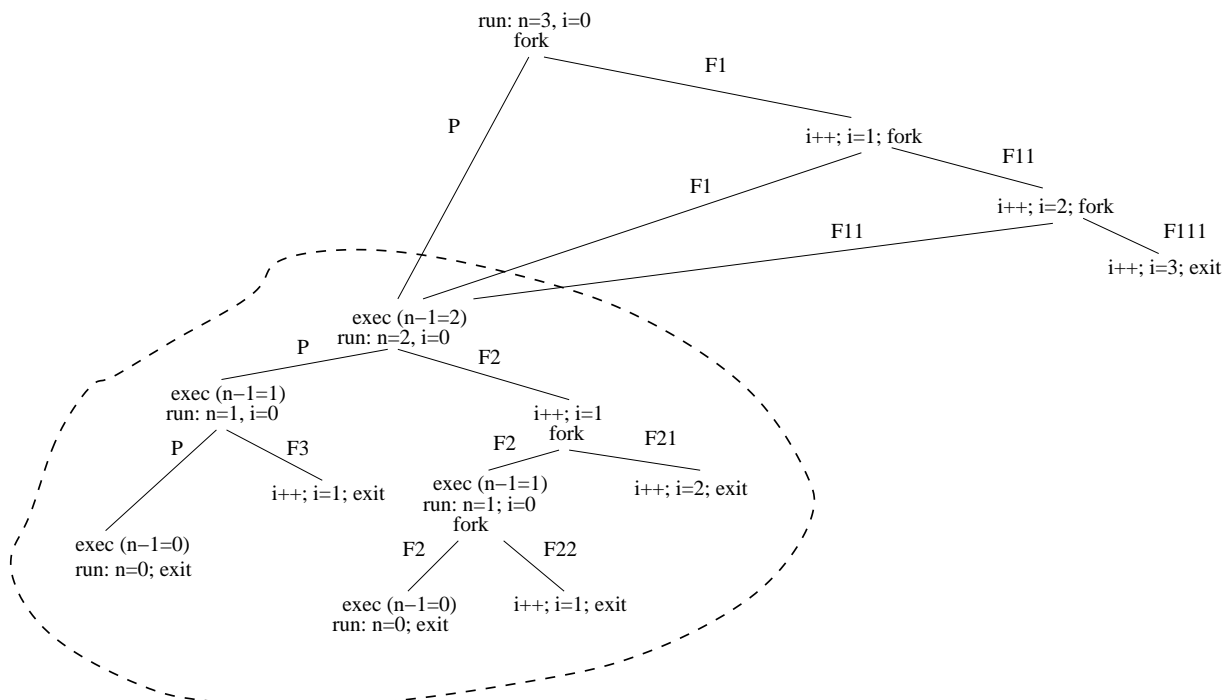 run: n=3, i=0
fork
F1
P
i++; i=1; fork
F11
F1
i++; i=2; fork
F11
F111
i++; i=3; exit
exec (n−1=2)
run: n=2, i=0
P
F2
exec (n−1=1)
run: n=1, i=0
i++; i=1
fork
P
F3
F2
F21
i++; i=1; exit
exec (n−1=1)
run: n=1; i=0
fork
i++; i=2; exit
exec (n−1=0)
run: n=0; exit
F2
F22
exec (n−1=0)
run: n=0; exit
i++; i=1; exit